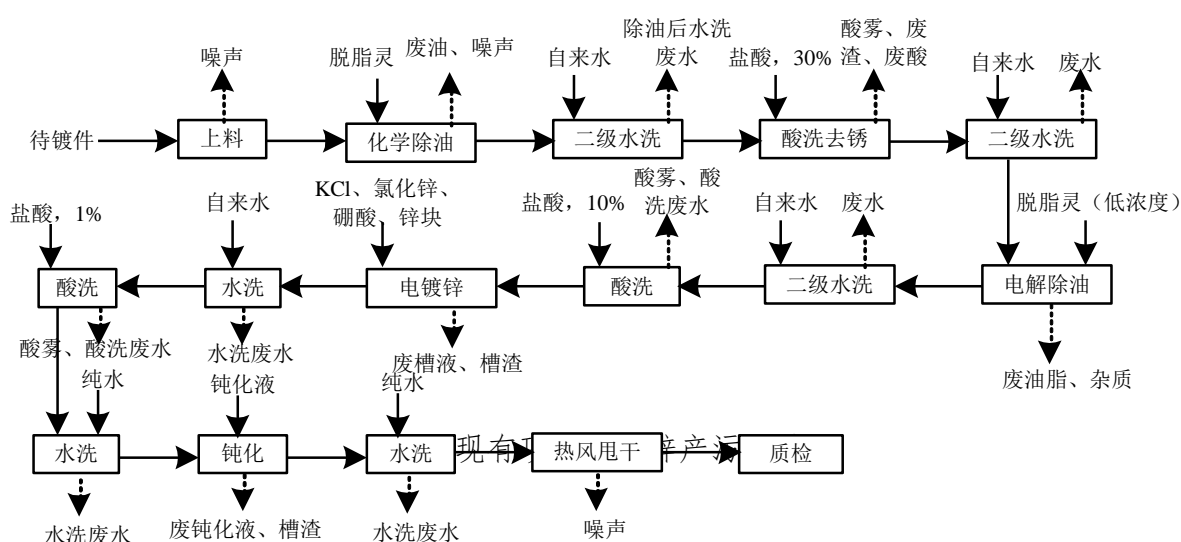 噪声
脱脂灵
废油、噪声
自来水
除油后水洗
废水
盐酸，30%
酸雾、废
渣、废酸
自来水
废水
待镀件
上料
化学除油
二级水洗
酸洗去锈
二级水洗
盐酸，1%
自来水
KCl、氯化锌、
硼酸、锌块
盐酸，10%
酸雾、酸
洗废水
自来水
废水
脱脂灵（低浓度）
酸洗
水洗
电镀锌
酸洗
二级水洗
电解除油
酸雾、酸洗废水
水洗废水
废槽液、槽渣
废油脂、杂质
纯水
钝化液
纯水
水洗
钝化
水洗
现有
锌产污
热风甩干
质检
水洗废水
废钝化液、槽渣
水洗废水
噪声